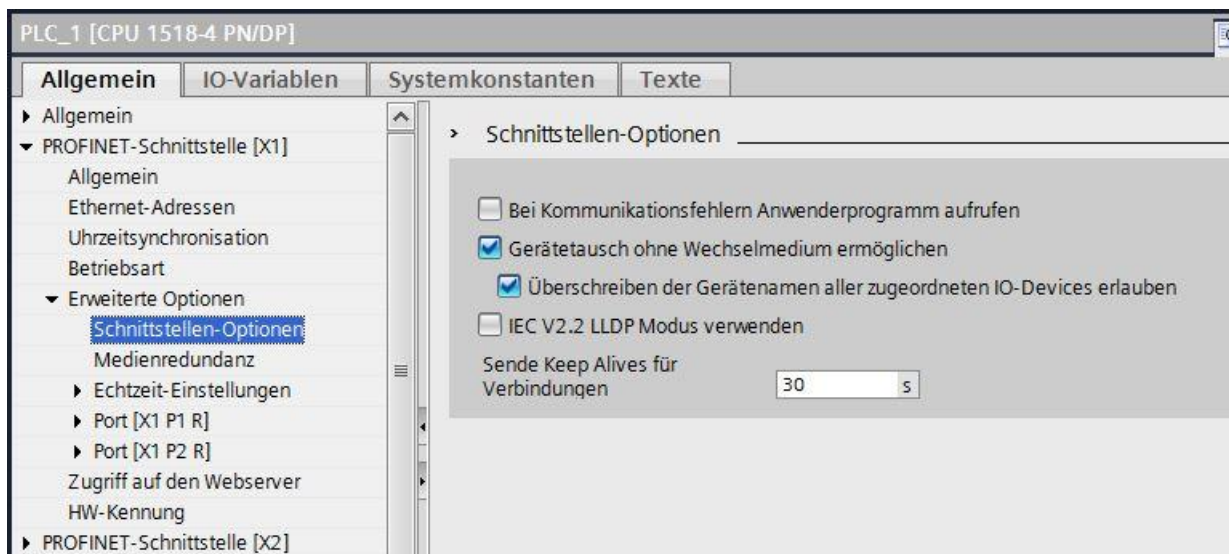 PLC_1 [CPU 1518-4 PN/DP]
Allgemein
IO-Variablen
Systemkonstanten
Texte
Allgemein
PROFINET-Schnittstelle [X1]
Allgemein
Ethernet-Adressen
Uhrzeitsynchronisation
Betriebsart
Erweiterte Optionen
Schnittstellen-Optionen
Medienredundanz
Echtzeit-Einstellungen
Port [X1 P1 R]
Port [X1 P2 R]
Zugriff auf den Webserver
HW-Kennung
PROFINET-Schnittstelle [X2]
Schnittstellen-Optionen
Bei Kommunikationsfehlern Anwenderprogramm aufrufen
Gerätetausch ohne Wechselmedium ermöglichen
Überschreiben der Gerätenamen aller zugeordneten IO-Devices erlauben
IEC V2.2 LLDP Modus verwenden
Sende Keep Alives für
Verbindungen
30 s